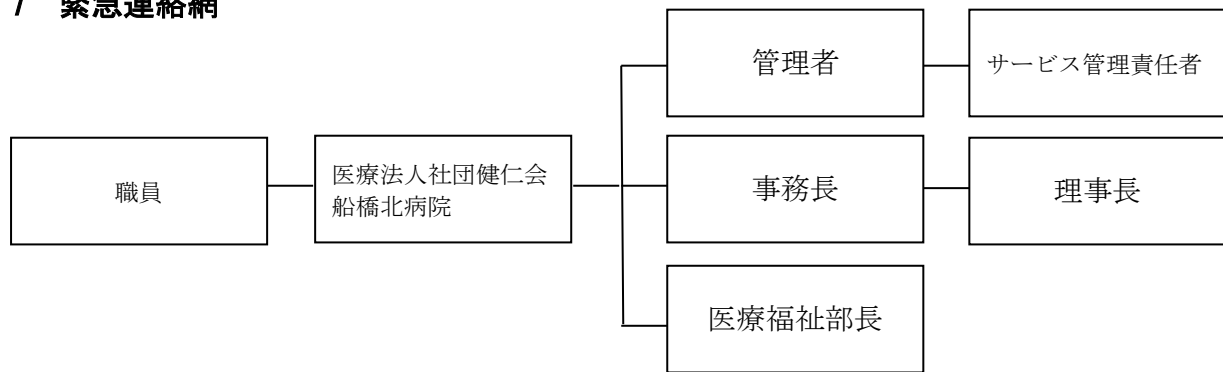 7 緊急連絡網
管理者
サービス管理責任者
職員
医療法人社団健仁会
船橋北病院
事務長
理事長
医療福祉部長